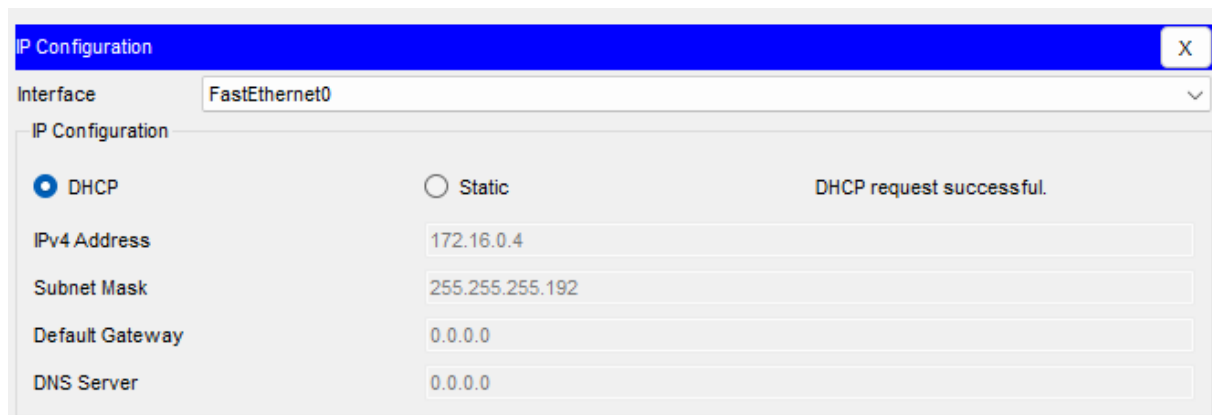 IP Configuration X
Interface FastEthernet0
IP Configuration
DHCP Static DHCP request successful.
IPv4 Address 172.16.0.4
Subnet Mask 255.255.255.192
Default Gateway 0.0.0.0
DNS Server 0.0.0.0